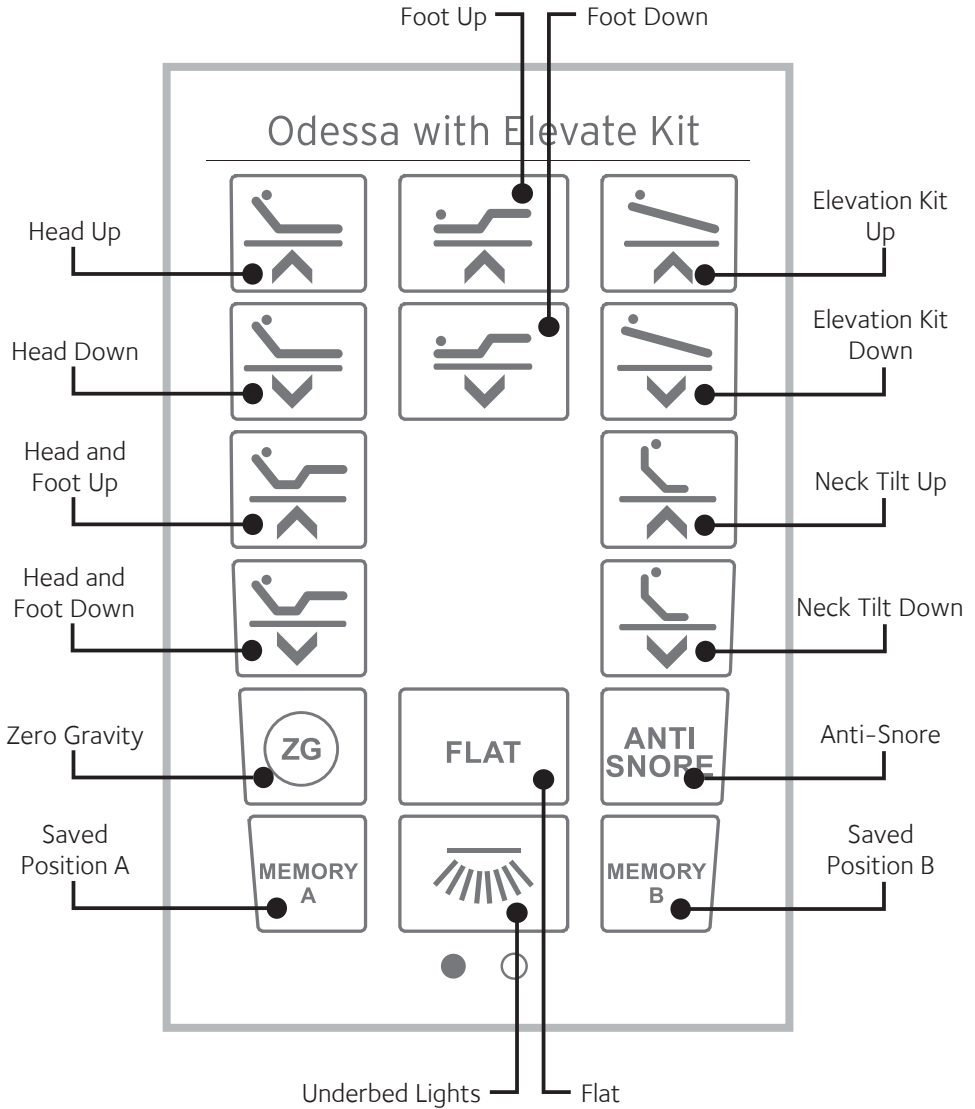 Foot Up
Foot Down
Odessa with Elevate Kit
Head Up
Elevation Kit
Up
Head Down
Elevation Kit
Down
Head and
Foot Up
Neck Tilt Up
Head and
Foot Down
Neck Tilt Down
Zero Gravity
ZG
FLAT
ANTI
SNORE
Anti-Snore
Saved
Position A
MEMORY
A
MEMORY
B
Saved
Position B
Underbed Lights
Flat